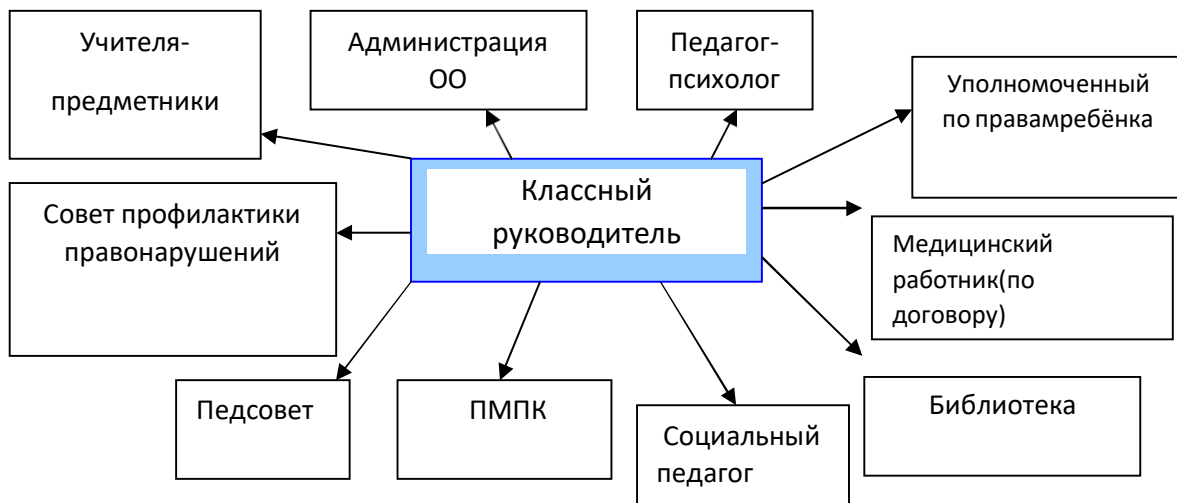 Учителя-
предметники
Администрация
ОО
Педагог-
психолог
Уполномоченный
по правамребёнка
Классный
руководитель
Совет профилактики
правонарушений
Медицинский
работник(по
договору)
Педсовет
ПМПК
Социальный
педагог
Библиотека